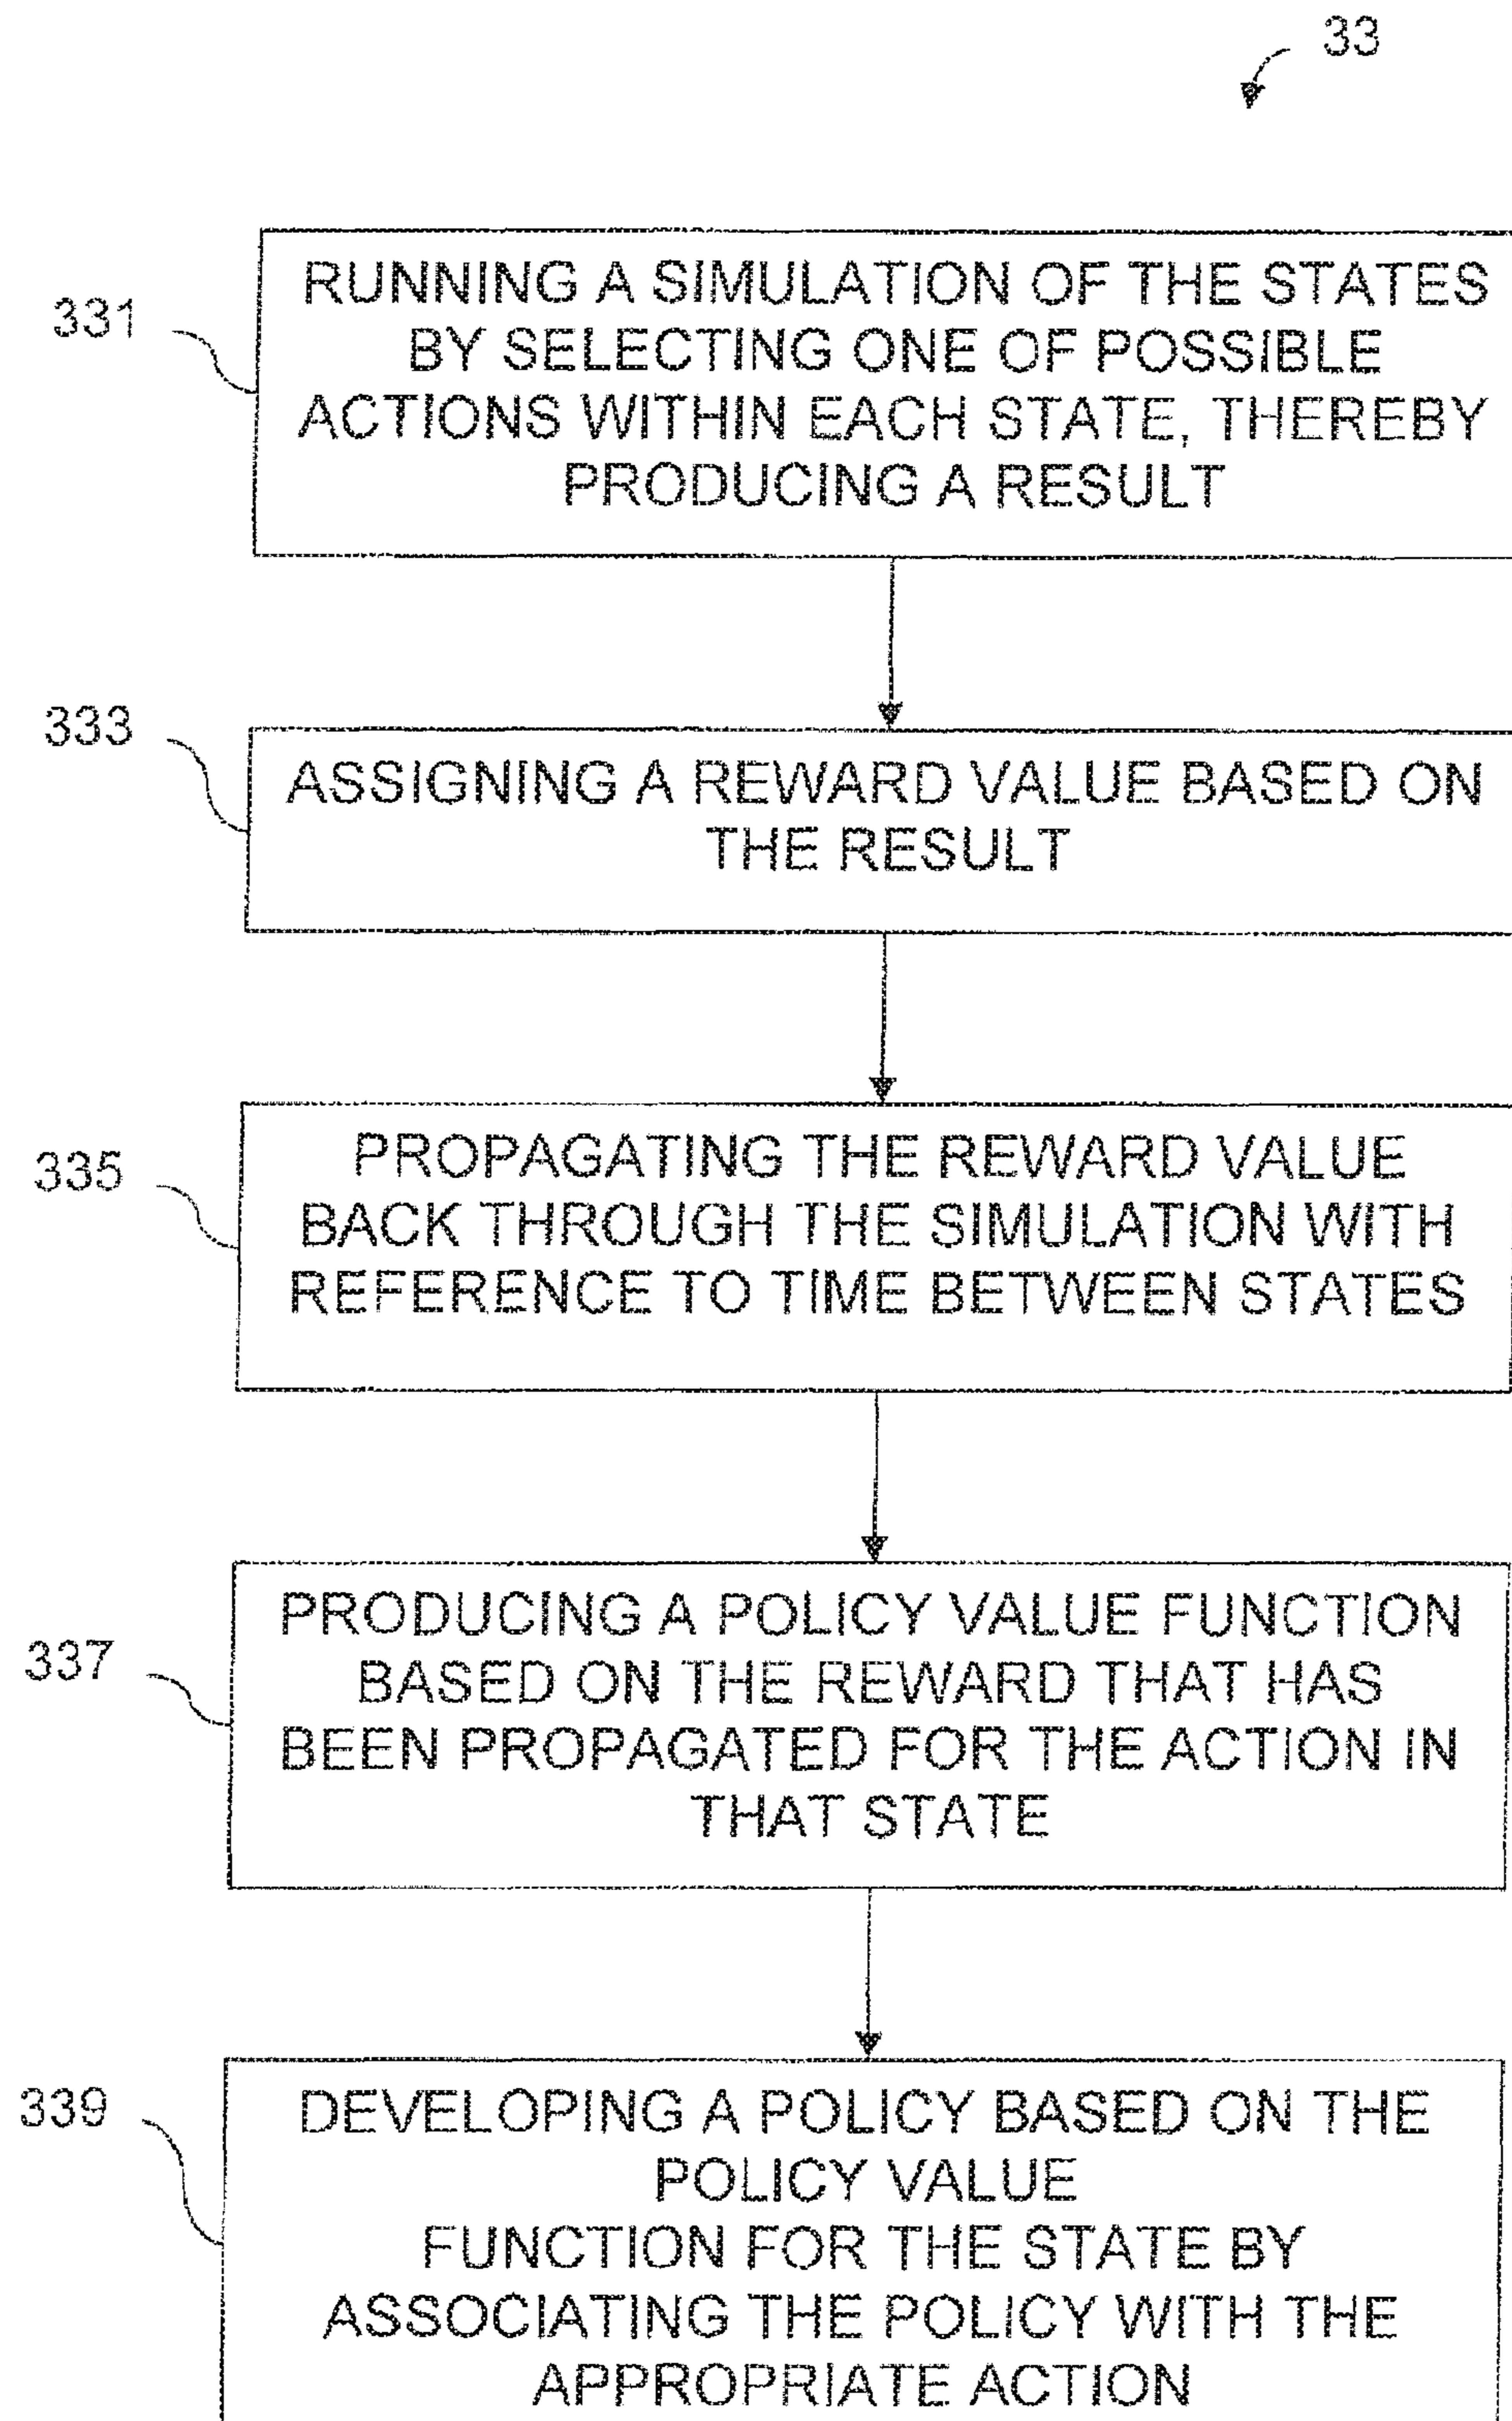 33
331
RUNNING A SIMULATION OF THE STATES
BY SELECTING ONE OF POSSIBLE
ACTIONS WITHIN EACH STATE, THEREBY
PRODUCING A RESULT
333
ASSIGNING A REWARD VALUE BASED ON
THE RESULT
335
PROPAGATING THE REWARD VALUE
BACK THROUGH THE SIMULATION WITH
REFERENCE TO TIME BETWEEN STATES
337
PRODUCING A POLICY VALUE FUNCTION
BASED ON THE REWARD THAT HAS
BEEN PROPAGATED FOR THE ACTION IN
THAT STATE
339
DEVELOPING A POLICY BASED ON THE
POLICY VALUE
FUNCTION FOR THE STATE BY
ASSOCIATING THE POLICY WITH THE
APPROPRIATE ACTION